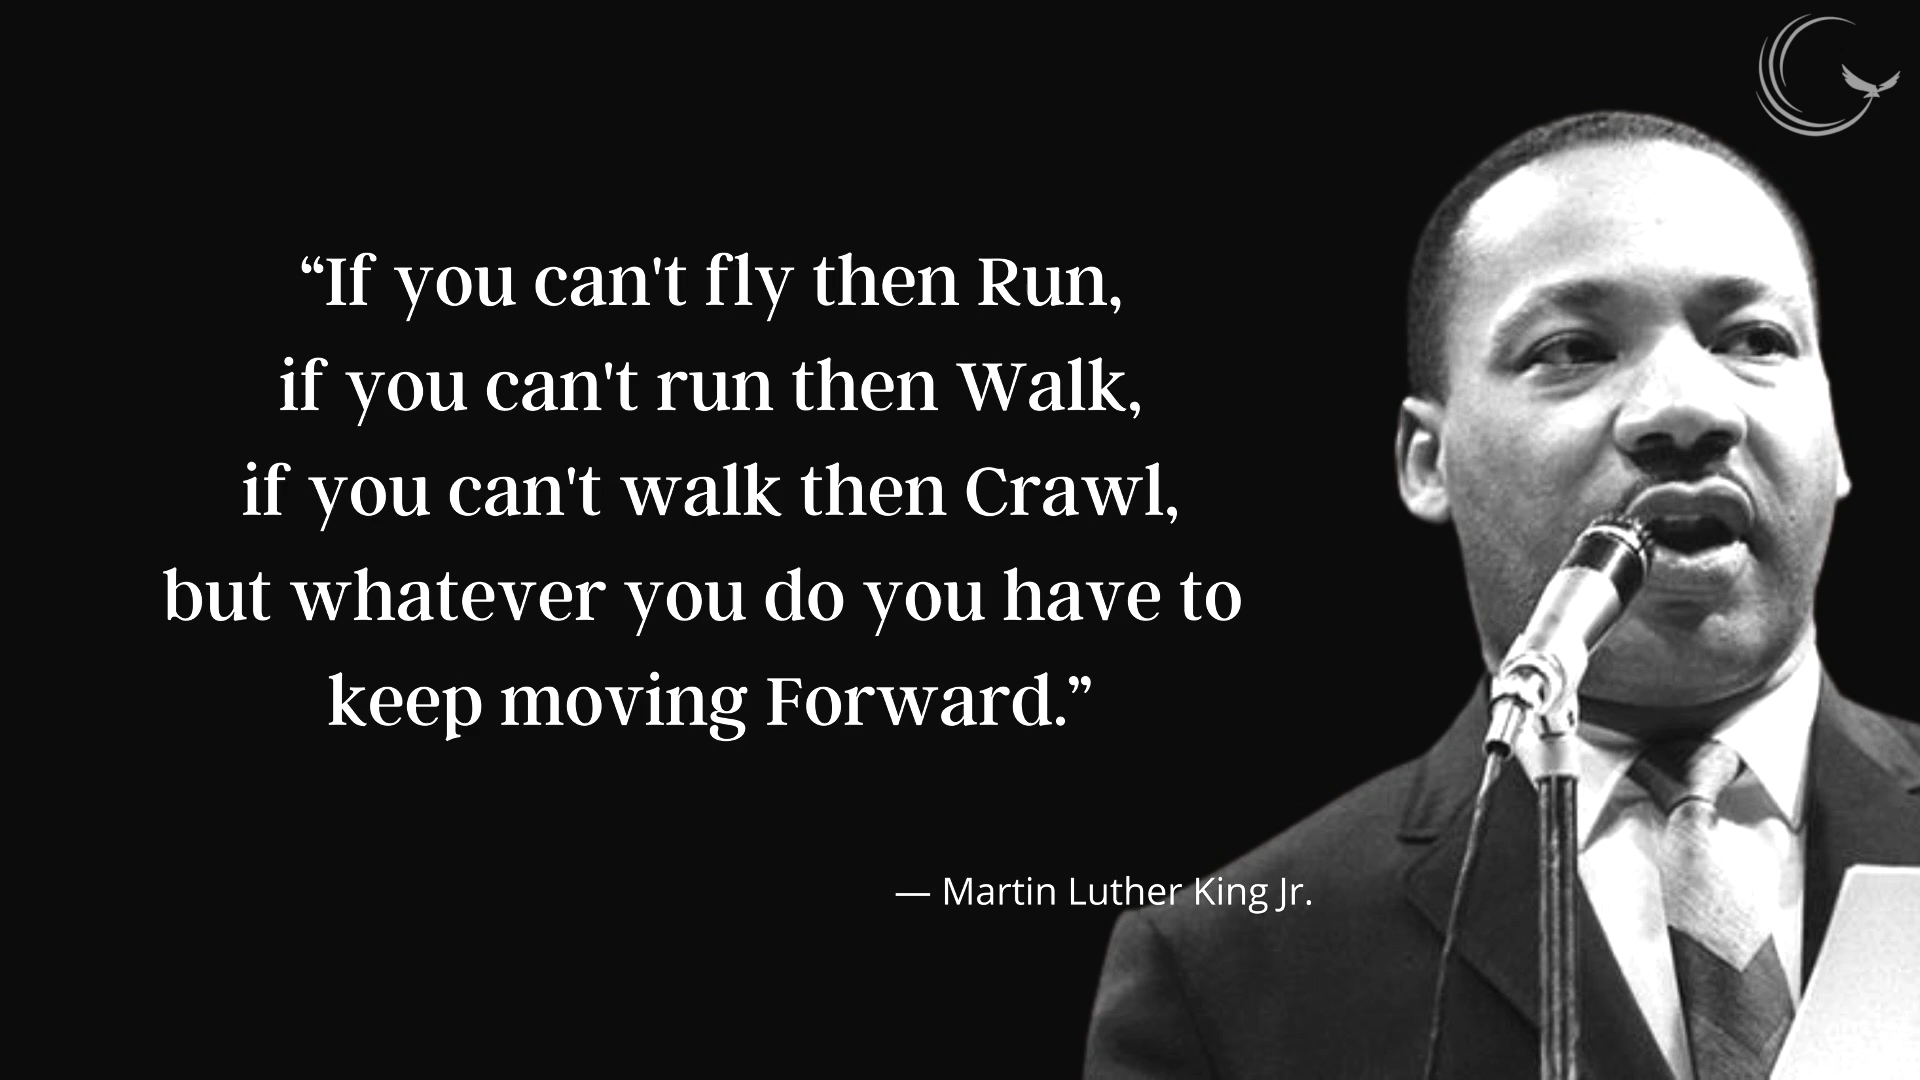 “If you can't fly then Run,
if you can't run then Walk,
if you can't walk then Crawl,
but whatever you do you have to
keep moving Forward.”
— Martin Luther King Jr.